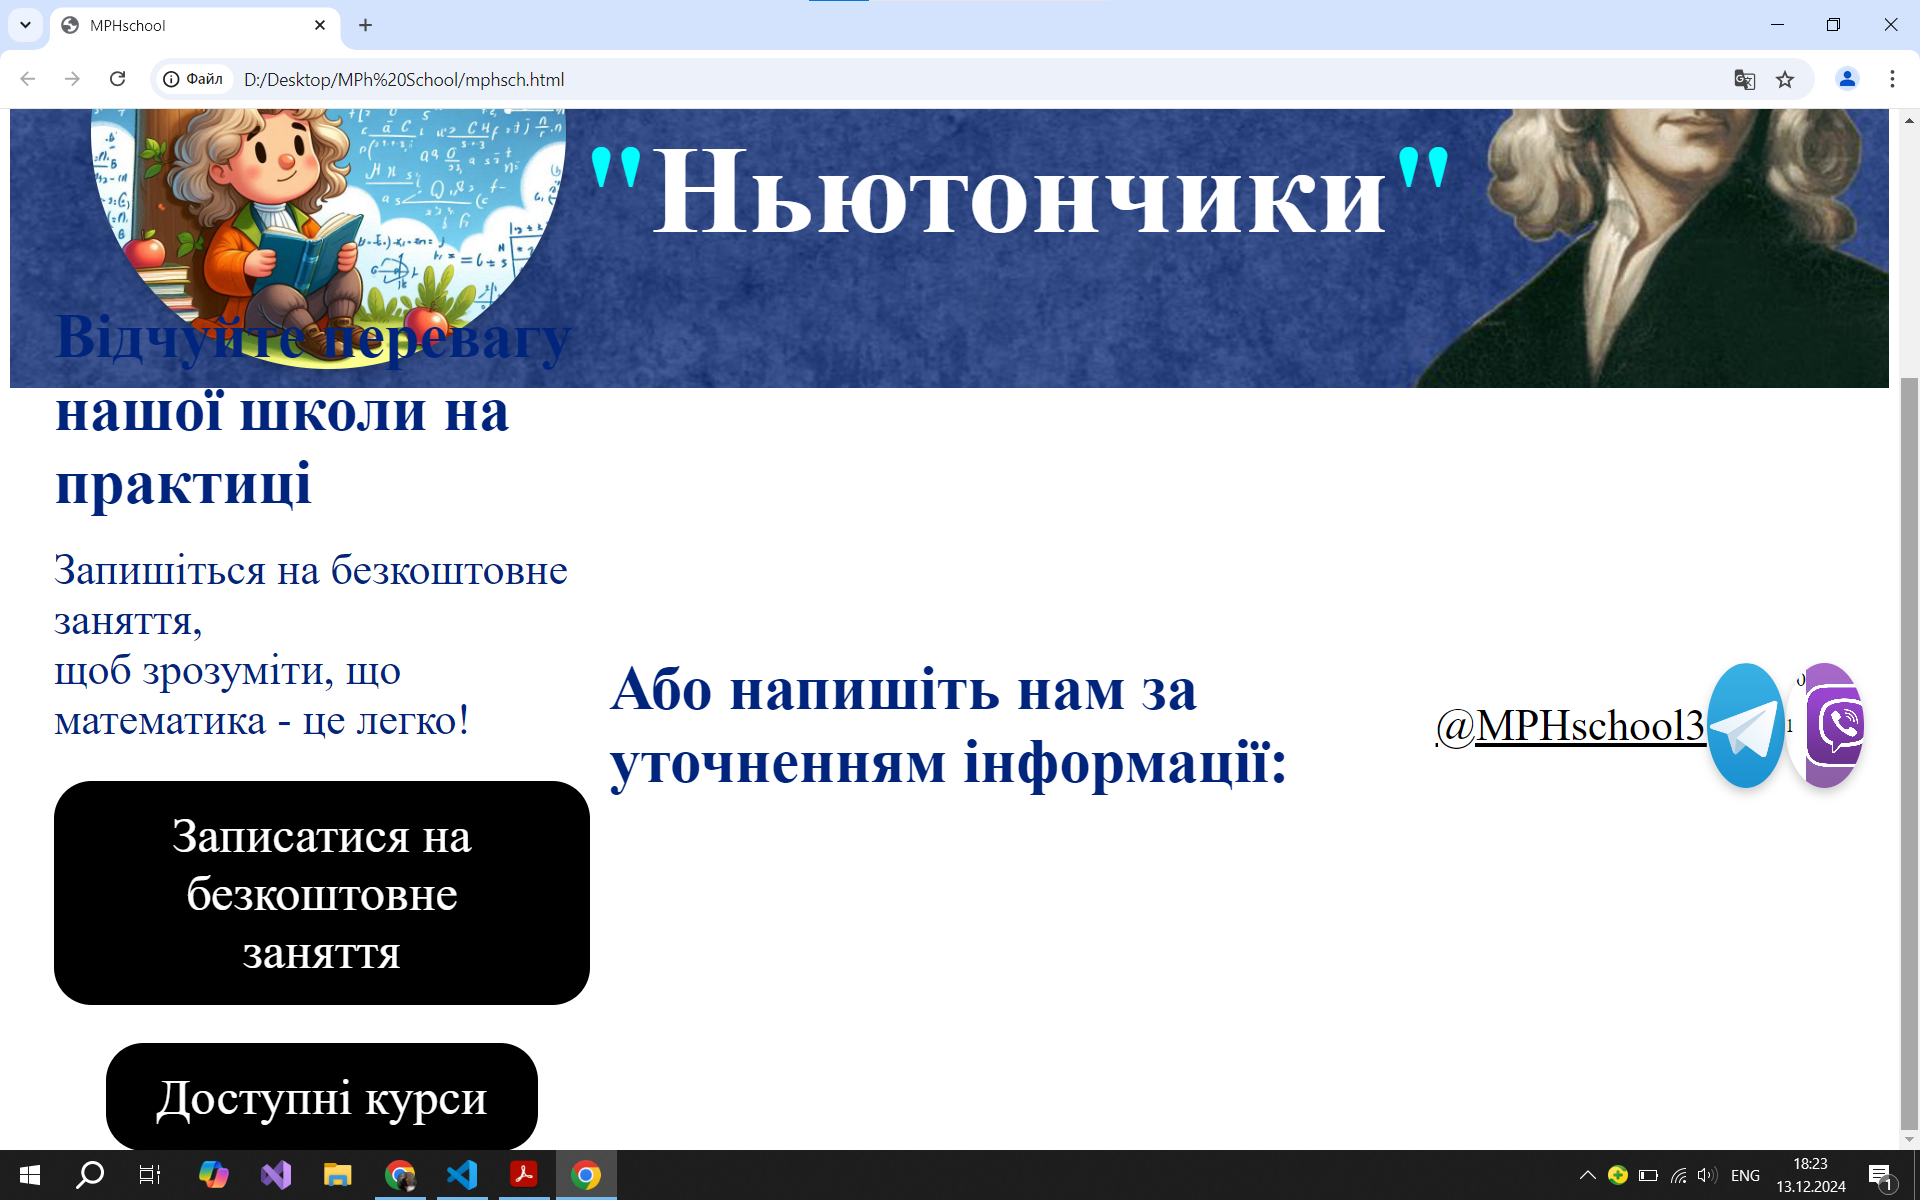 MPHschool
Файл
D:/Desktop/MPh%20School/mphsch.html
"Ньютончики"
Відчуйте перевагу
нашої школи на
практиці
Запишіться на безкоштовне
заняття,
щоб зрозуміти, що
математика - це легко!
Або напишіть нам за
уточненням інформації:
@MPHschool3
Записатися на
безкоштовне
заняття
Доступні курси
ENG
18:23
13.12.2024
1